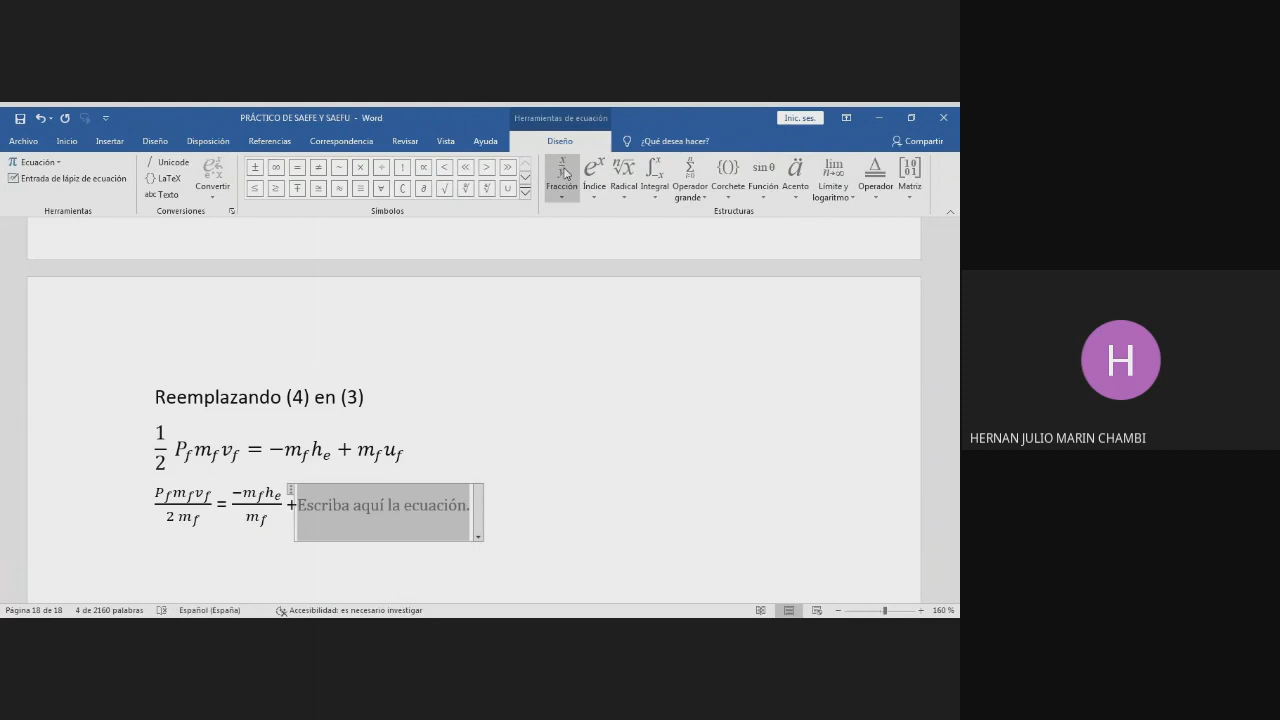 PRÁCTICO DE SAEFE Y SAEFU - Word
Herramientas de ecuación
Inic. ses.
Archivo Inicio Insertar Diseño Disposición Referencias Correspondencia Revisar Vista Ayuda Diseño ¿Qué desea hacer? Compartir
π Ecuación
Entrada de lápiz de ecuación
Unicode
{} LaTeX
abc Texto
Convertir
± ∞ = ≠ ~ × ÷ ! ∝ < ≪ > ≫
≤ ≥ ∓ ≅ ≈ ≡ ∀ ∁ ∂ √ ∛ ∜ ∪
Fracción Índice Radical Integral Operador grande Corchete Función Acento Límite y logaritmo Operador Matriz
Herramientas Conversiones Símbolos Estructuras
Reemplazando (4) en (3)
1/2 P_f m_f v_f = −m_f h_e + m_f u_f
P_f m_f v_f / 2 m_f = −m_f h_e / m_f + Escriba aquí la ecuación.
Página 18 de 18 4 de 2160 palabras Español (España) Accesibilidad: es necesario investigar 160 %
H
HERNAN JULIO MARIN CHAMBI